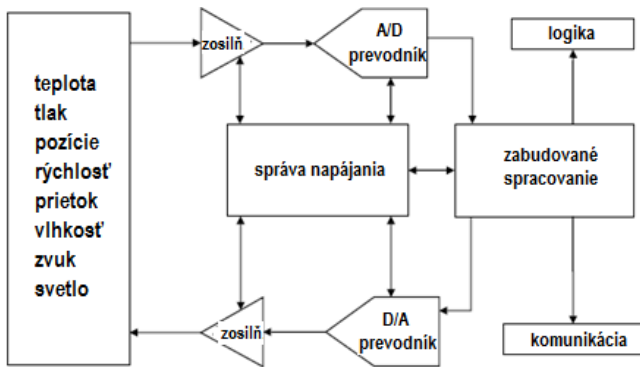 teplota
tlak
pozície
rýchlosť
prietok
vlhkosť
zvuk
svetlo
zosilň
A/D
prevodník
logika
správa napájania
zabudované
spracovanie
zosilň
D/A
prevodník
komunikácia